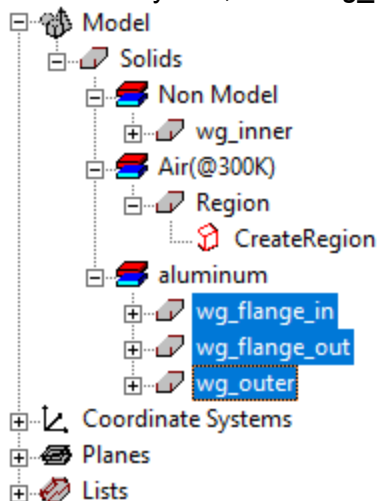 Model
Solids
Non Model
wg_inner
Air(@300K)
Region
CreateRegion
aluminum
wg_flange_in
wg_flange_out
wg_outer
Coordinate Systems
Planes
Lists